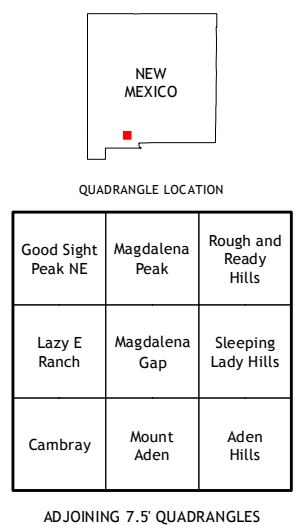 NEW
MEXICO
QUADRANGLE LOCATION
Good Sight
Peak NE
Magdalena
Peak
Rough and
Ready
Hills
Lazy E
Ranch
Magdalena
Gap
Sleeping
Lady Hills
Cambray
Mount
Aden
Aden
Hills
ADJOINING 7.5' QUADRANGLES